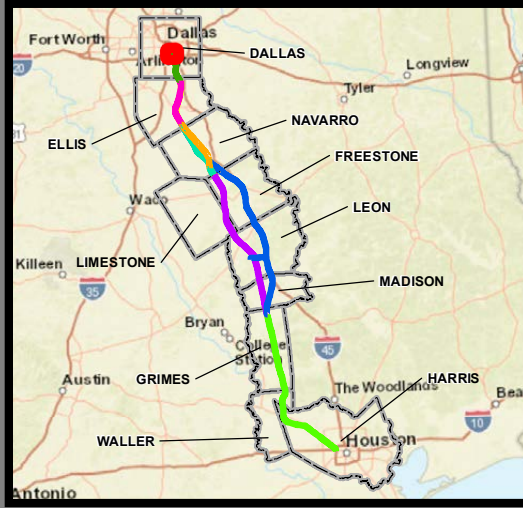 Dallas
Fort Worth
DALLAS
Arlington
Longview
20
Tyler
NAVARRO
ELLIS
FREESTONE
Waco
LEON
LIMESTONE
Killeen
MADISON
35
Bryan
45
College
Station
GRIMES
Austin
The Woodlands
HARRIS
Bea
10
WALLER
Houston
Antonio